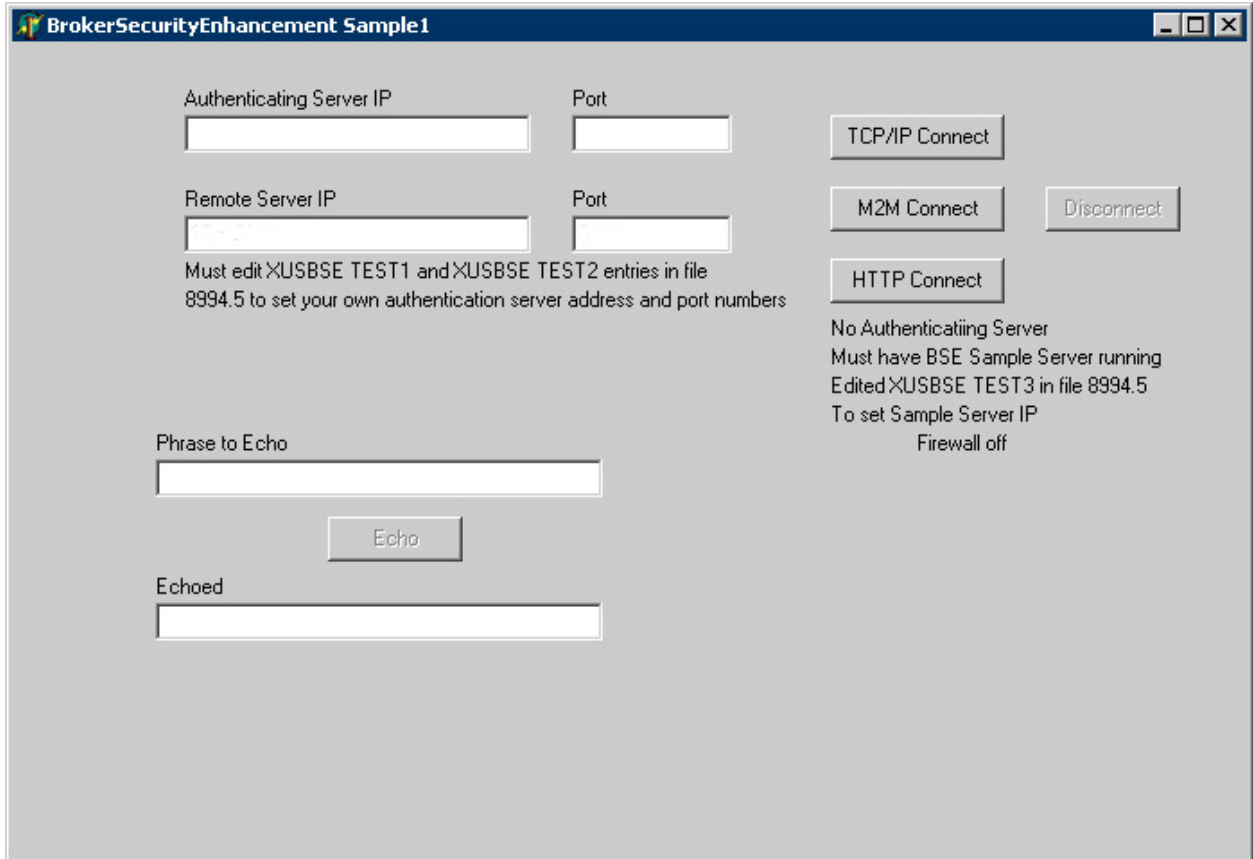 BrokerSecurityEnhancement Sample1
Authenticating Server IP
Port
TCP/IP Connect
Remote Server IP
Port
M2M Connect
Disconnect
Must edit XUSBSE TEST1 and XUSBSE TEST2 entries in file
8994.5 to set your own authentication server address and port numbers
HTTP Connect
No Authenticatiing Server
Must have BSE Sample Server running
Edited XUSBSE TEST3 in file 8994.5
To set Sample Server IP
Firewall off
Phrase to Echo
Echo
Echoed